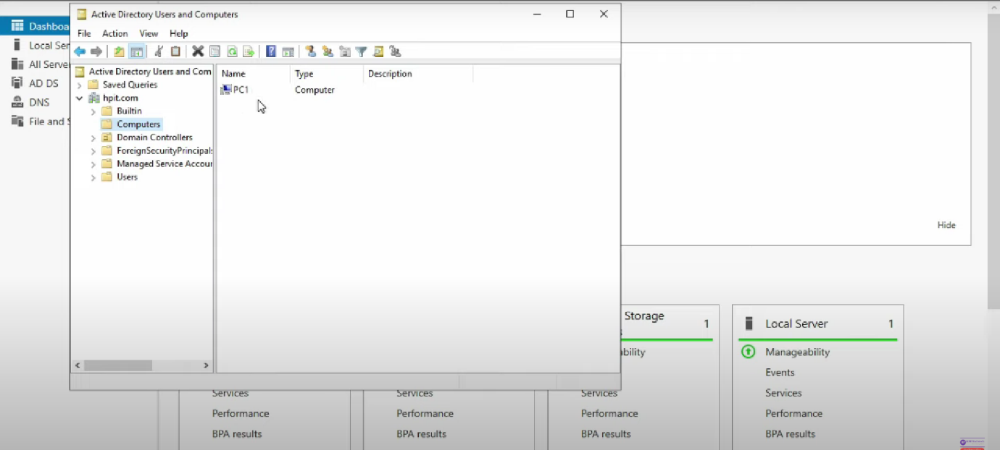 Active Directory Users and Computers
File Action View Help
Dashboa
Local Ser
All Serve
AD DS
DNS
File and S
Active Directory Users and Com
Saved Queries
hpit.com
Builtin
Computers
Domain Controllers
ForeignSecurityPrincipals
Managed Service Accour
Users
Name Type Description
PC1 Computer
Hide
Storage 1
Local Server 1
ability
Manageability
Events
Services Services Services Services
Performance Performance Performance Performance
BPA results BPA results BPA results BPA results